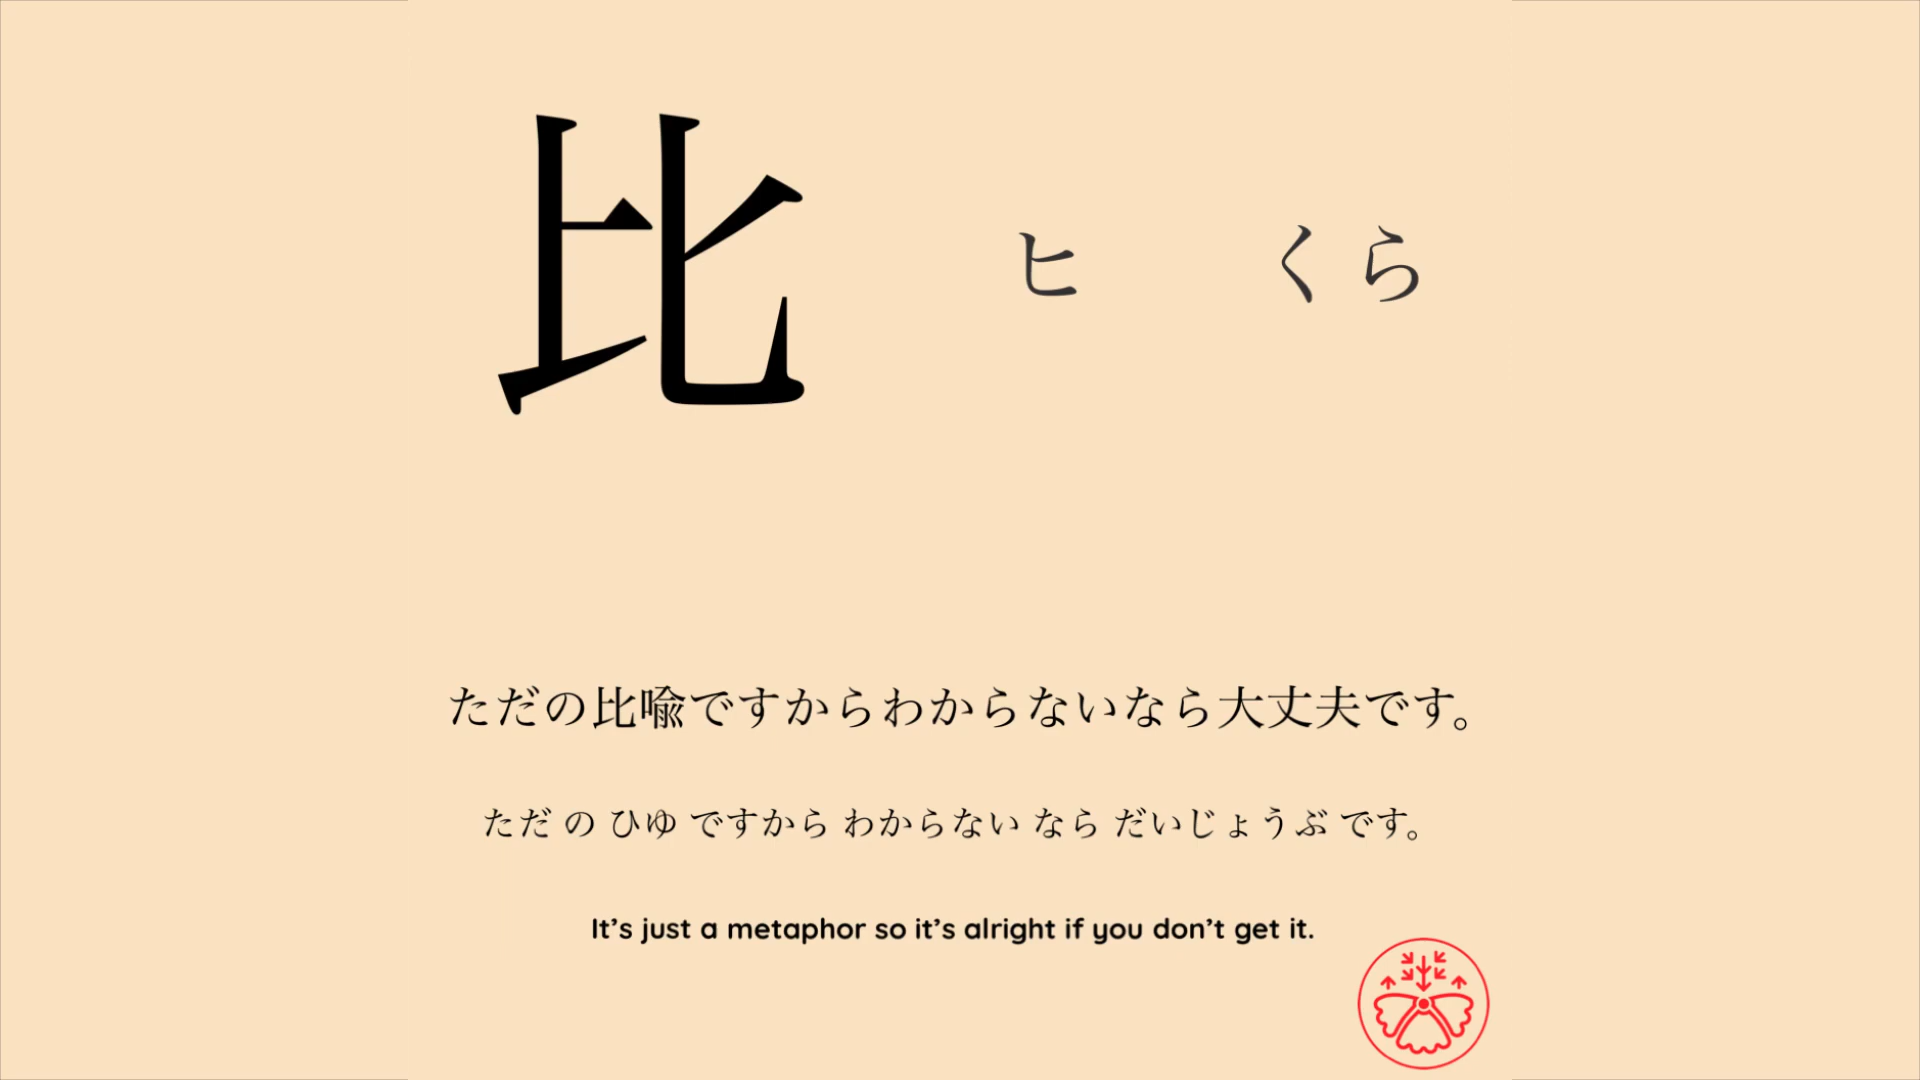 比 ヒ くら
ただの比喩ですからわからないなら大丈夫です。
ただ の ひゆ ですから わからない なら だいじょうぶ です。
It’s just a metaphor so it’s alright if you don’t get it.